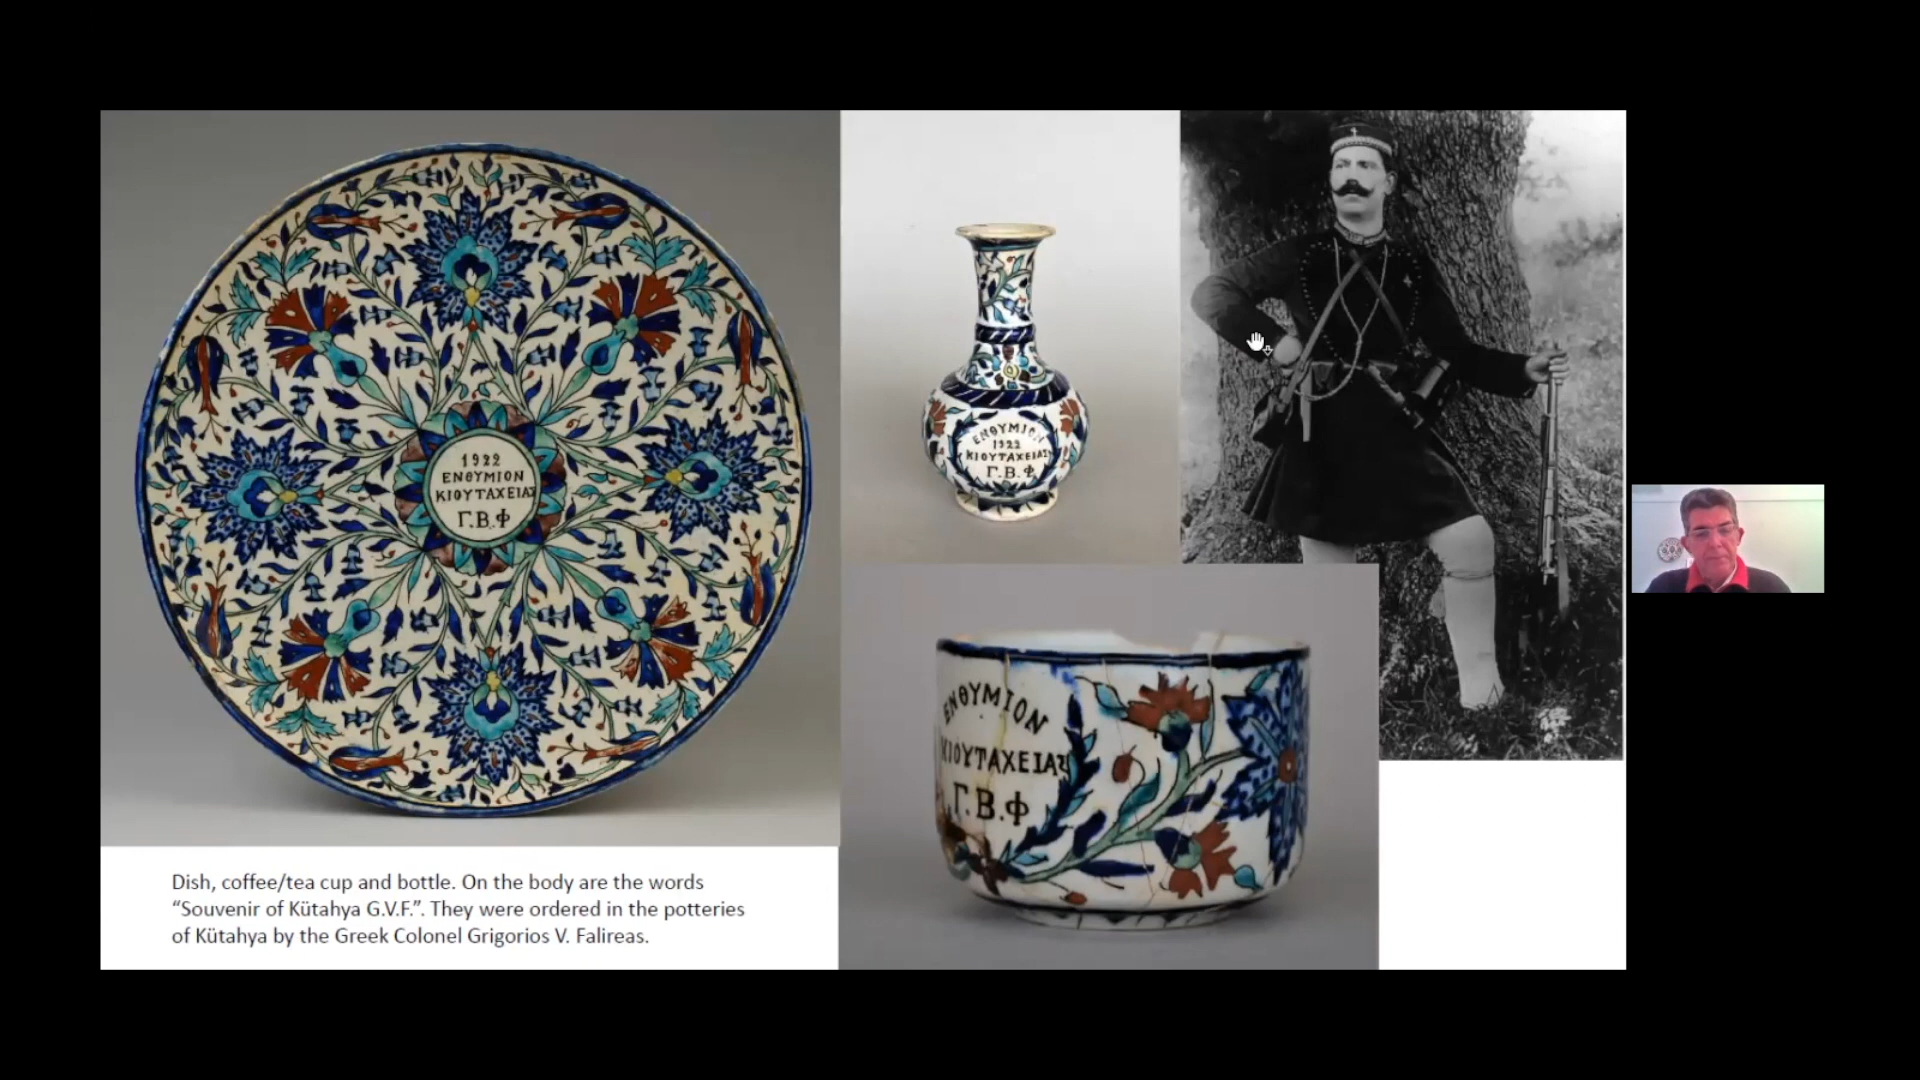 1922
ΕΝΘΥΜΙΟΝ
ΚΙΟΥΤΑΧΕΙΑΣ
Γ.Β.Φ
ΕΝΘΥΜΙΟΝ
1922
ΚΙΟΥΤΑΧΕΙΑΣ
Γ.Β.Φ
ΕΝΘΥΜΙΟΝ
ΚΙΟΥΤΑΧΕΙΑΣ
Γ.Β.Φ
Dish, coffee/tea cup and bottle. On the body are the words
“Souvenir of Kütahya G.V.F.”. They were ordered in the potteries
of Kütahya by the Greek Colonel Grigorios V. Falireas.